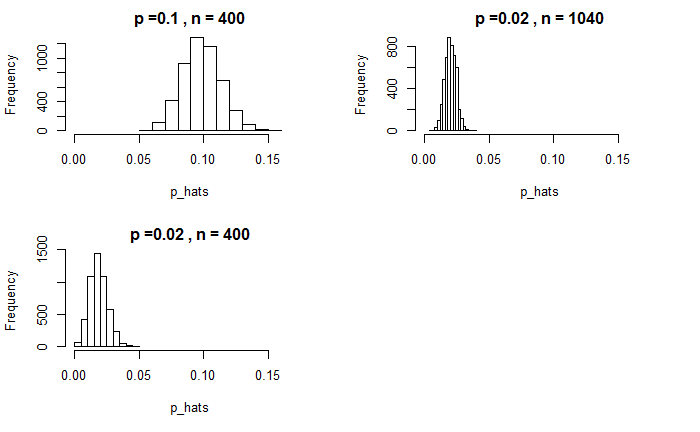 p =0.1 , n = 400
Frequency
0 400 1000
0.00 0.05 0.10 0.15
p_hats
p =0.02 , n = 1040
Frequency
0 400 800
0.00 0.05 0.10 0.15
p_hats
p =0.02 , n = 400
Frequency
0 500 1500
0.00 0.05 0.10 0.15
p_hats